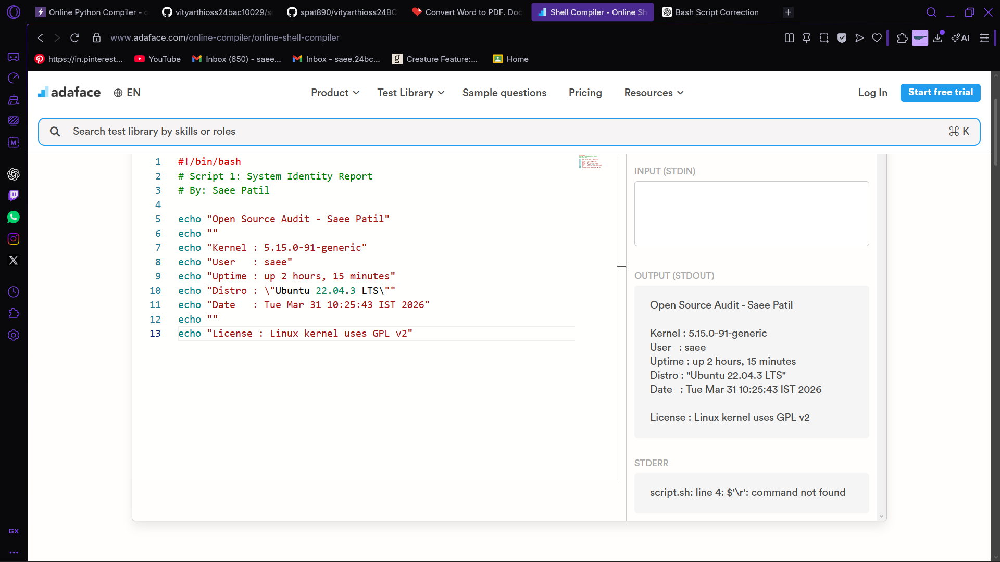 Online Python Compiler -
vityarthioss24bac10029/s
spat890/vityarthioss24BC
Convert Word to PDF. Doc
Shell Compiler - Online Sh
Bash Script Correction
www.adaface.com/online-compiler/online-shell-compiler
AI
https://in.pinterest...
YouTube
Inbox (650) - saee...
Inbox - saee.24bc...
Creature Feature:...
Home
adaface
EN
Product
Test Library
Sample questions
Pricing
Resources
Log In
Start free trial
Search test library by skills or roles
⌘ K
1 #!/bin/bash
2 # Script 1: System Identity Report
3 # By: Saee Patil
4
5 echo "Open Source Audit - Saee Patil"
6 echo ""
7 echo "Kernel : 5.15.0-91-generic"
8 echo "User   : saee"
9 echo "Uptime : up 2 hours, 15 minutes"
10 echo "Distro : \"Ubuntu 22.04.3 LTS\""
11 echo "Date   : Tue Mar 31 10:25:43 IST 2026"
12 echo ""
13 echo "License : Linux kernel uses GPL v2"
INPUT (STDIN)
OUTPUT (STDOUT)
Open Source Audit - Saee Patil
Kernel : 5.15.0-91-generic
User   : saee
Uptime : up 2 hours, 15 minutes
Distro : "Ubuntu 22.04.3 LTS"
Date   : Tue Mar 31 10:25:43 IST 2026
License : Linux kernel uses GPL v2
STDERR
script.sh: line 4: $'\r': command not found
M
GX